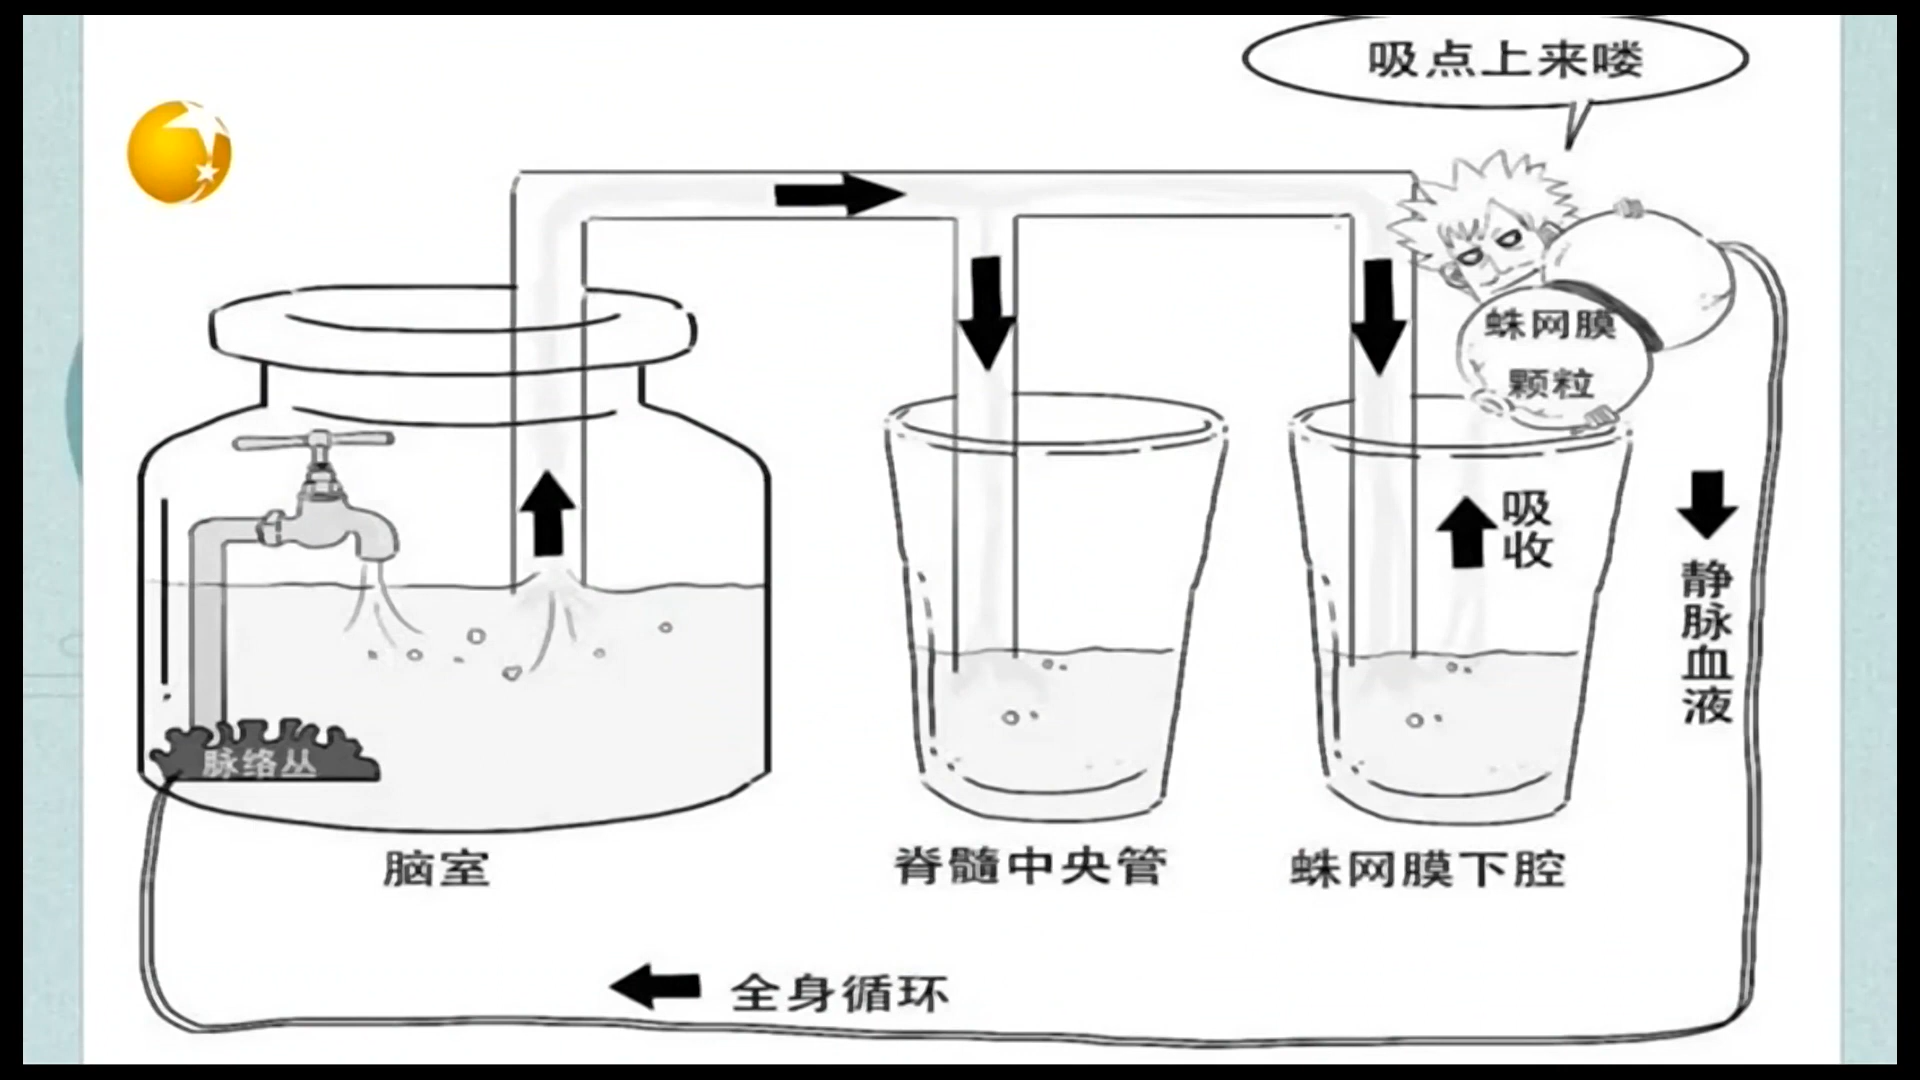 吸点上来喽
蛛网膜
颗粒
吸收
静脉血液
脉络丛
脑室
脊髓中央管
蛛网膜下腔
全身循环